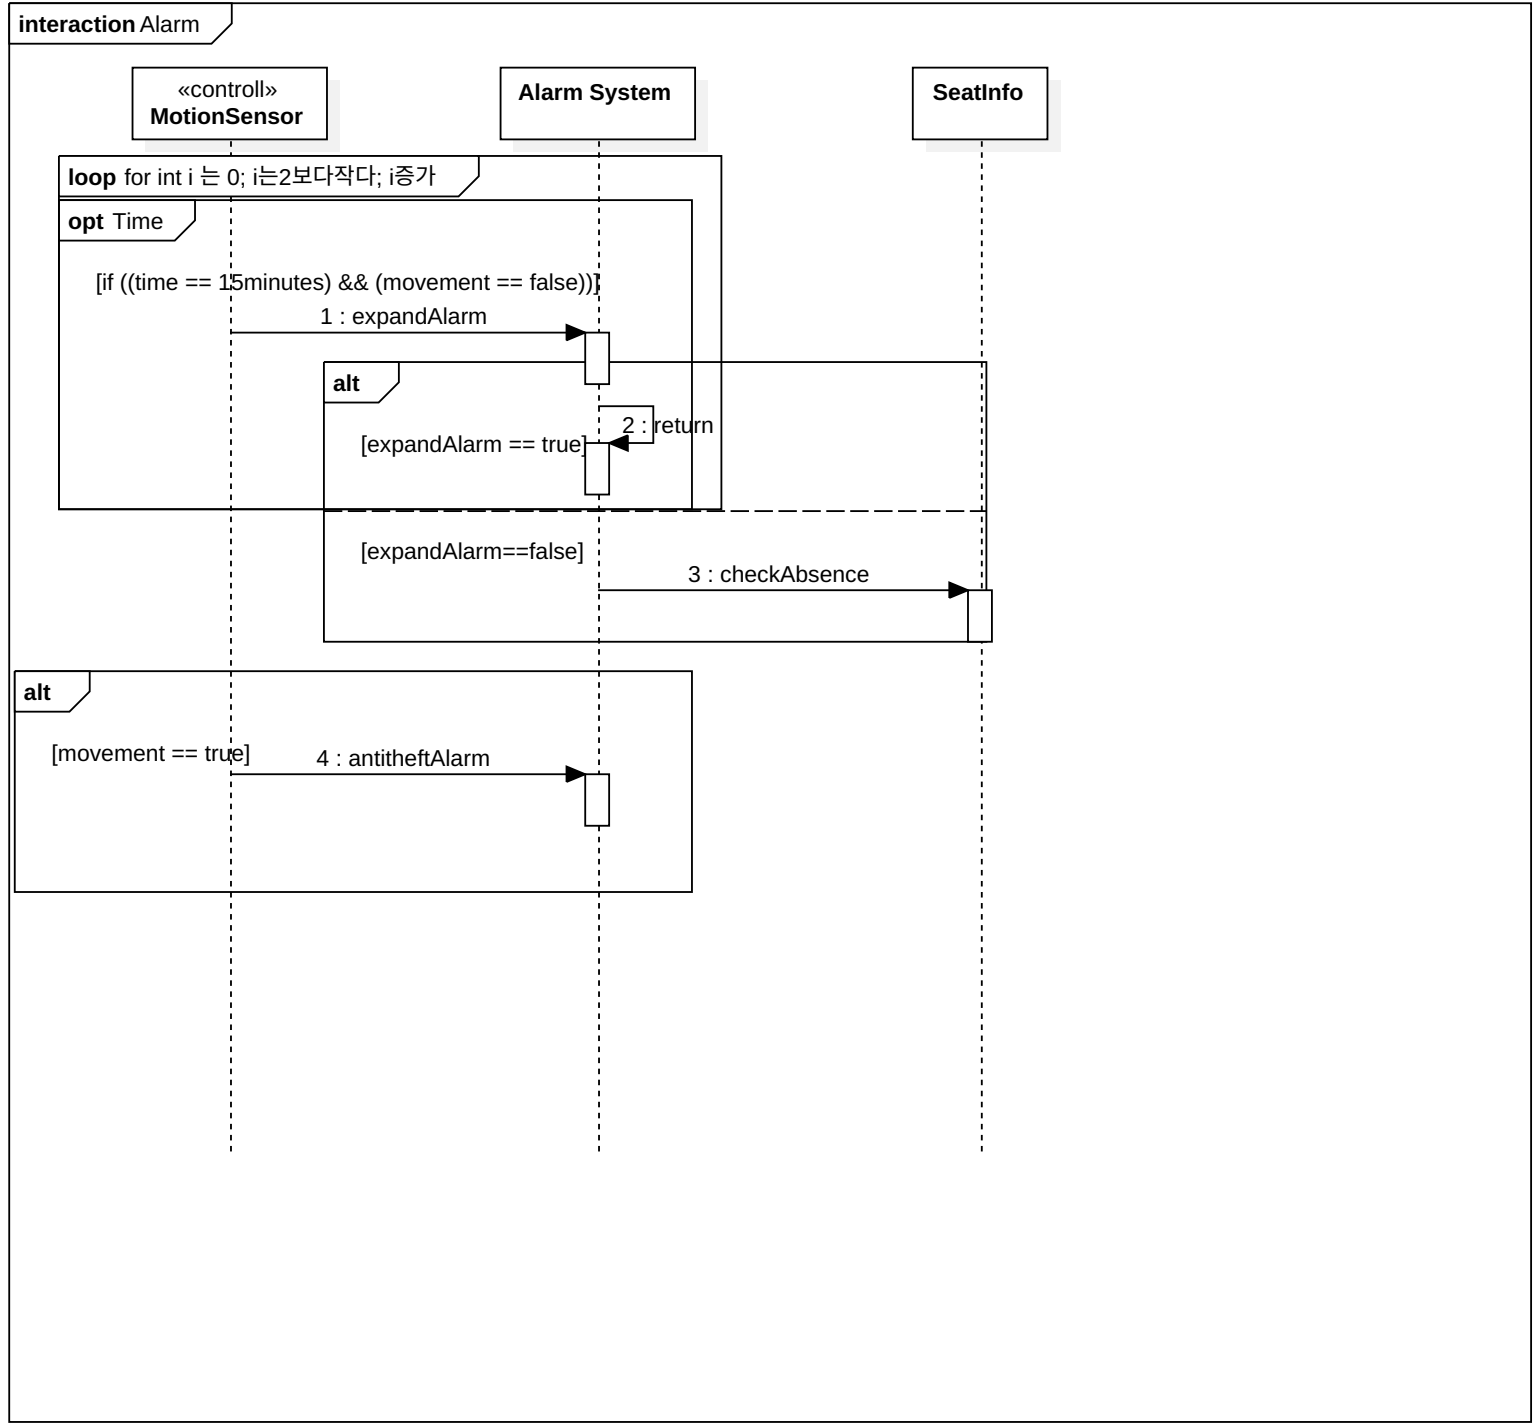 interaction Alarm
«controll»
MotionSensor
Alarm System
SeatInfo
loop for int i 는 0; i는2보다작다; i증가
opt Time
[if ((time == 15minutes) && (movement == false))]
1 : expandAlarm
alt
2 : return
[expandAlarm == true]
[expandAlarm==false]
3 : checkAbsence
alt
[movement == true]
4 : antitheftAlarm